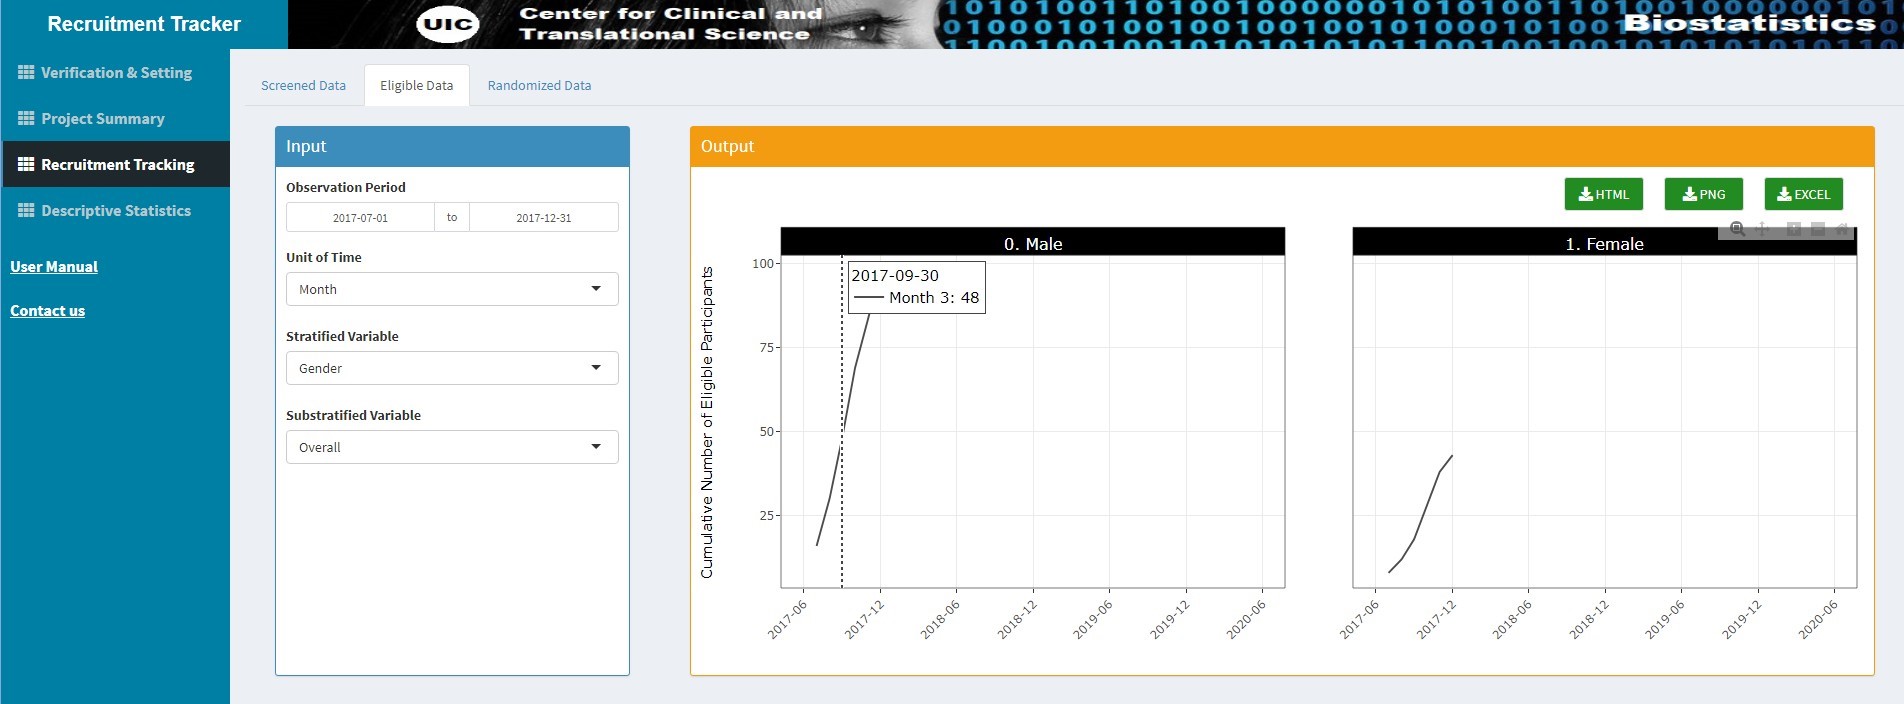 Recruitment Tracker
UIC
Center for Clinical and
Translational Science
Biostatistics
Verification & Setting
Project Summary
Recruitment Tracking
Descriptive Statistics
User Manual
Contact us
Screened Data
Eligible Data
Randomized Data
Input
Observation Period
2017-07-01 to 2017-12-31
Unit of Time
Month
Stratified Variable
Gender
Substratified Variable
Overall
Output
HTML
PNG
EXCEL
Cumulative Number of Eligible Participants
0. Male
1. Female
100
75
50
25
2017-09-30
Month 3: 48
2017-06
2017-12
2018-06
2018-12
2019-06
2019-12
2020-06
2017-06
2017-12
2018-06
2018-12
2019-06
2019-12
2020-06